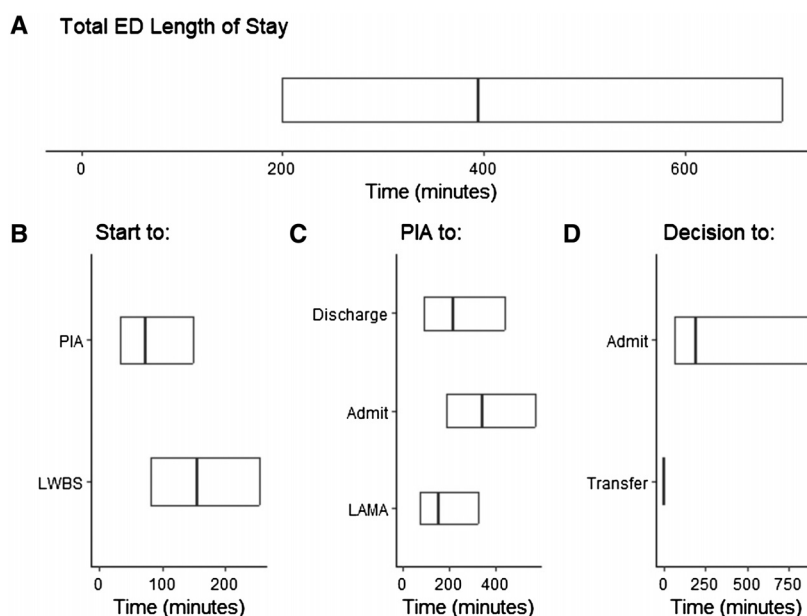 A Total ED Length of Stay
0 200 400 600
Time (minutes)
B Start to:
PIA
LWBS
0 100 200
Time (minutes)
C PIA to:
Discharge
Admit
LAMA
0 200 400
Time (minutes)
D Decision to:
Admit
Transfer
0 250 500 750
Time (minutes)